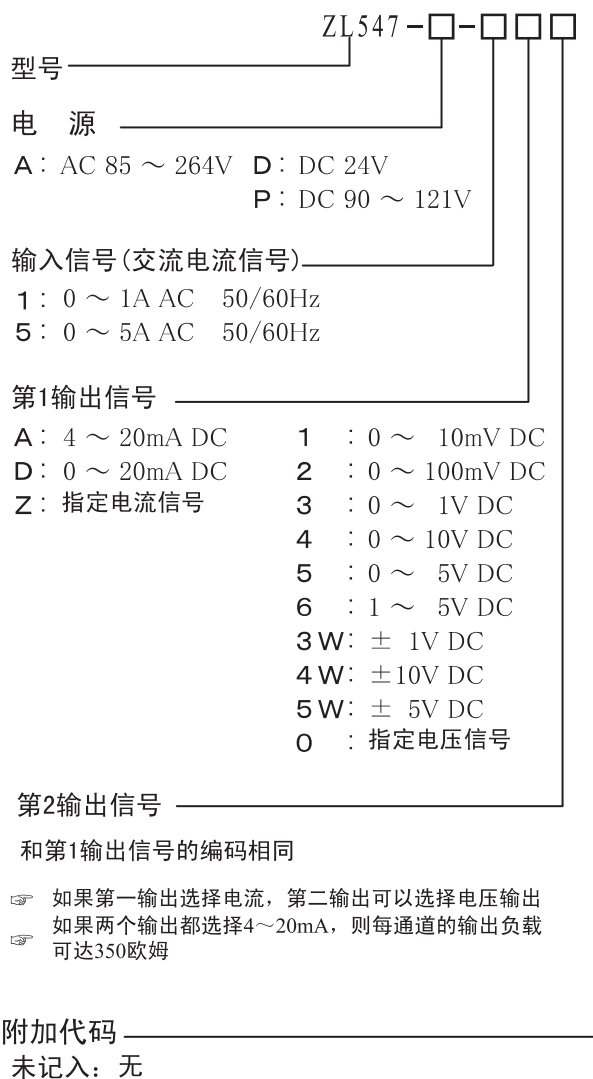 ZL547-□-□□□
型号
电 源
A：AC 85 ～ 264V D：DC 24V
P：DC 90 ～ 121V
输入信号(交流电流信号)
1：0 ～ 1A AC 50/60Hz
5：0 ～ 5A AC 50/60Hz
第1输出信号
A：4 ～ 20mA DC 1 ：0 ～ 10mV DC
D：0 ～ 20mA DC 2 ：0 ～ 100mV DC
Z：指定电流信号 3 ：0 ～ 1V DC
4 ：0 ～ 10V DC
5 ：0 ～ 5V DC
6 ：1 ～ 5V DC
3W：± 1V DC
4W：±10V DC
5W：± 5V DC
0 ：指定电压信号
第2输出信号
和第1输出信号的编码相同
☞ 如果第一输出选择电流，第二输出可以选择电压输出
☞ 如果两个输出都选择4～20mA，则每通道的输出负载
可达350欧姆
附加代码
未记入：无